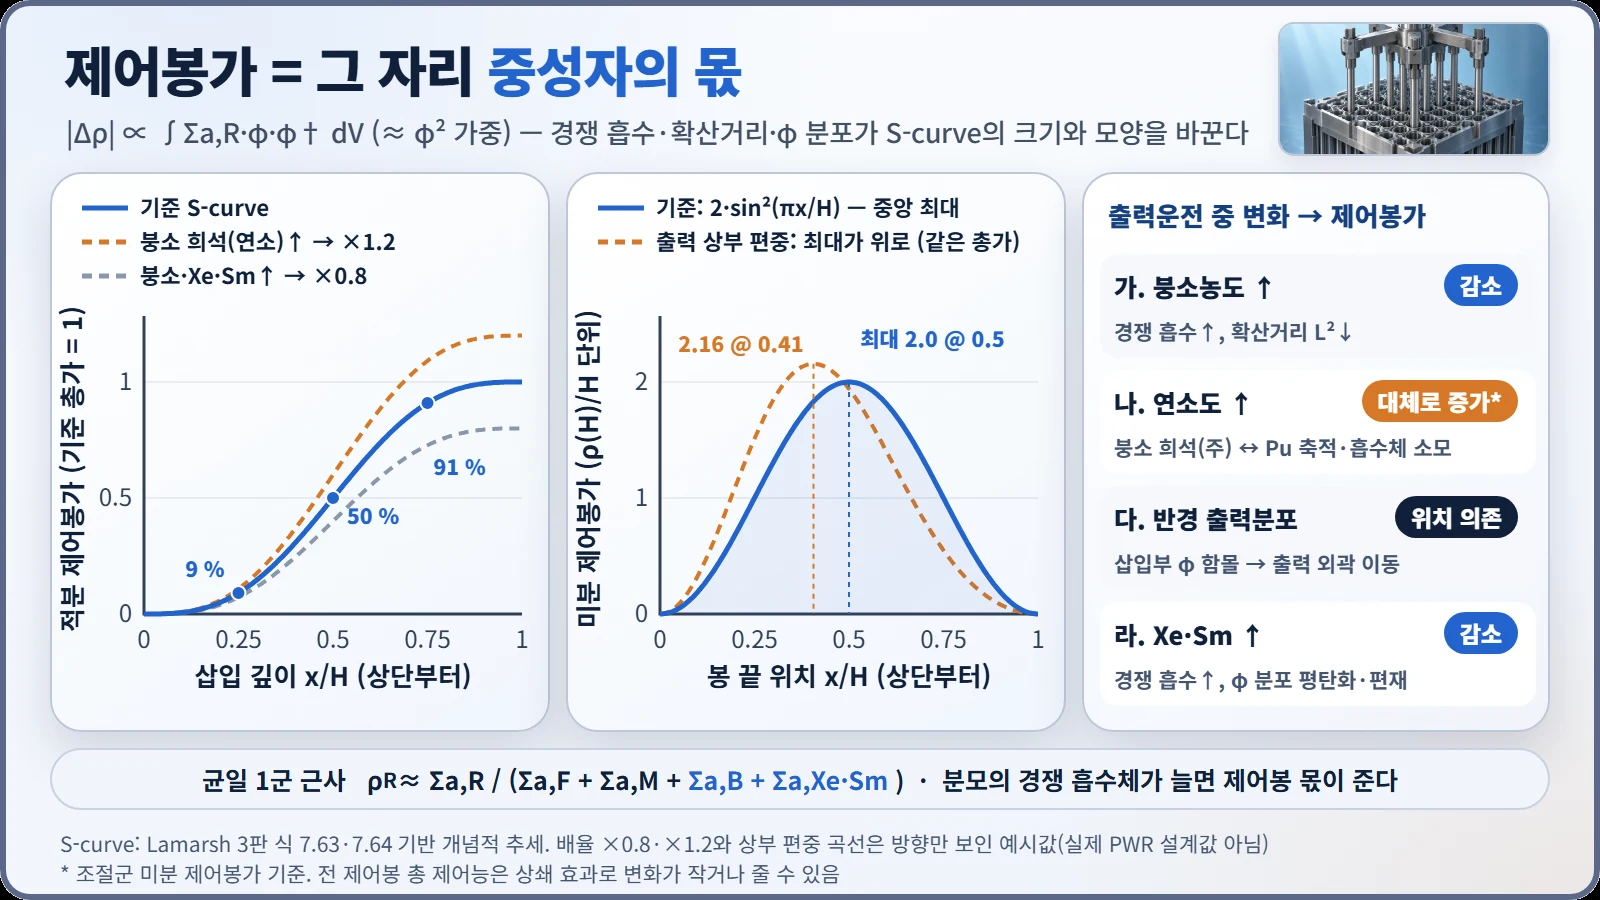 제어봉가 = 그 자리 중성자의 몫
|Δρ| ∝ ∫ Σa,R·φ·φ† dV (≈ φ² 가중) — 경쟁 흡수·확산거리·φ 분포가 S-curve의 크기와 모양을 바꾼다
기준 S-curve
붕소 희석(연소)↑ → ×1.2
붕소·Xe·Sm↑ → ×0.8
적분 제어봉가 (기준 총가 = 1)
1
0.5
0
9 %
50 %
91 %
0 0.25 0.5 0.75 1
삽입 깊이 x/H (상단부터)
기준: 2·sin²(πx/H) — 중앙 최대
출력 상부 편중: 최대가 위로 (같은 총가)
미분 제어봉가 (ρ(H)/H 단위)
2.16 @ 0.41
최대 2.0 @ 0.5
2
1
0
0 0.25 0.5 0.75 1
봉 끝 위치 x/H (상단부터)
출력운전 중 변화 → 제어봉가
가. 붕소농도 ↑ 감소
경쟁 흡수↑, 확산거리 L²↓
나. 연소도 ↑ 대체로 증가*
붕소 희석(주) ↔ Pu 축적·흡수체 소모
다. 반경 출력분포 위치 의존
삽입부 φ 함몰 → 출력 외곽 이동
라. Xe·Sm ↑ 감소
경쟁 흡수↑, φ 분포 평탄화·편재
균일 1군 근사 ρR≈ Σa,R / (Σa,F + Σa,M + Σa,B + Σa,Xe·Sm ) · 분모의 경쟁 흡수체가 늘면 제어봉 몫이 준다
S-curve: Lamarsh 3판 식 7.63·7.64 기반 개념적 추세. 배율 ×0.8·×1.2와 상부 편중 곡선은 방향만 보인 예시값(실제 PWR 설계값 아님)
* 조절군 미분 제어봉가 기준. 전 제어봉 총 제어능은 상쇄 효과로 변화가 작거나 줄 수 있음